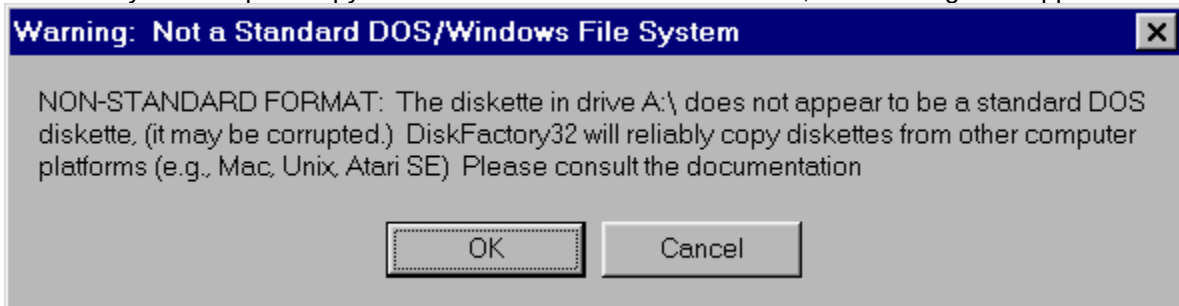 Warning: Not a Standard DOS/Windows File System
NON-STANDARD FORMAT: The diskette in drive A:\ does not appear to be a standard DOS
diskette, (it may be corrupted.) DiskFactory32 will reliably copy diskettes from other computer
platforms (e.g., Mac, Unix, Atari SE) Please consult the documentation
OK Cancel